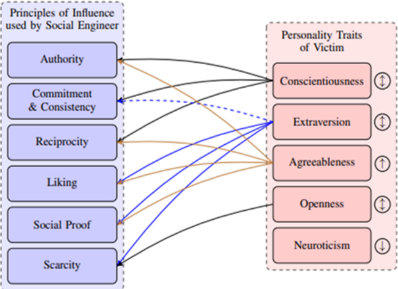 Principles of Influence
used by Social Engineer
Authority
Commitment
& Consistency
Reciprocity
Liking
Social Proof
Scarcity
Personality Traits
of Victim
Conscientiousness
Extraversion
Agreeableness
Openness
Neuroticism